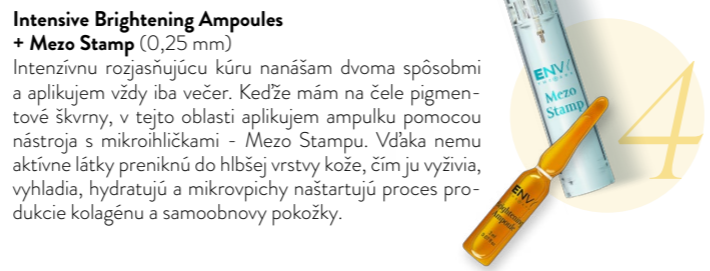 Intensive Brightening Ampoules
+ Mezo Stamp (0,25 mm)
Intenzívnu rozjasňujúcu kúru nanášam dvoma spôsobmi
a aplikujem vždy iba večer. Keďže mám na čele pigmen-
tové škvrny, v tejto oblasti aplikujem ampulku pomocou
nástroja s mikroihličkami - Mezo Stampu. Vďaka nemu
aktívne látky preniknú do hlbšej vrstvy kože, čím ju vyživia,
vyhladia, hydratujú a mikrovpichy naštartujú proces pro-
dukcie kolagénu a samoobnovy pokožky.
ENVY
Mezo
Stamp
4
ENVY
Brightening
Ampoule